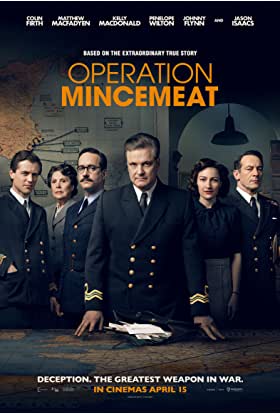 COLIN FIRTH MATTHEW MACFADYEN KELLY MACDONALD PENELOPE WILTON JOHNNY FLYNN AND JASON ISAACS
BASED ON THE EXTRAORDINARY TRUE STORY
OPERATION
MINCEMEAT
DECEPTION. THE GREATEST WEAPON IN WAR.
IN CINEMAS APRIL 15